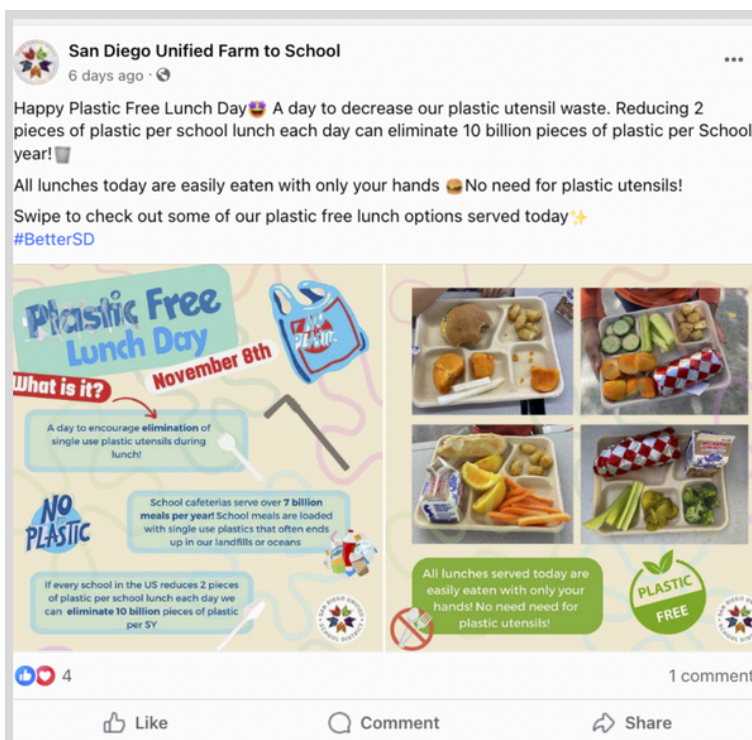 San Diego Unified Farm to School
6 days ago ·
Happy Plastic Free Lunch Day🤩 A day to decrease our plastic utensil waste. Reducing 2
pieces of plastic per school lunch each day can eliminate 10 billion pieces of plastic per School
year!🗑️
All lunches today are easily eaten with only your hands 🍔No need for plastic utensils!
Swipe to check out some of our plastic free lunch options served today✨
#BetterSD
Plastic Free
Lunch Day
November 8th
NO
PLASTIC
What is it?
A day to encourage elimination of
single use plastic utensils during
lunch!
NO
to
PLASTIC
School cafeterias serve over 7 billion
meals per year! School meals are loaded
with single use plastics that often ends
up in our landfills or oceans
If every school in the US reduces 2 pieces
of plastic per school lunch each day we
can eliminate 10 billion pieces of plastic
per SY
SAN DIEGO UNIFIED
SCHOOL DISTRICT
All lunches served today are
easily eaten with only your
hands! No need need for
plastic utensils!
PLASTIC
FREE
4
1 comment
Like
Comment
Share